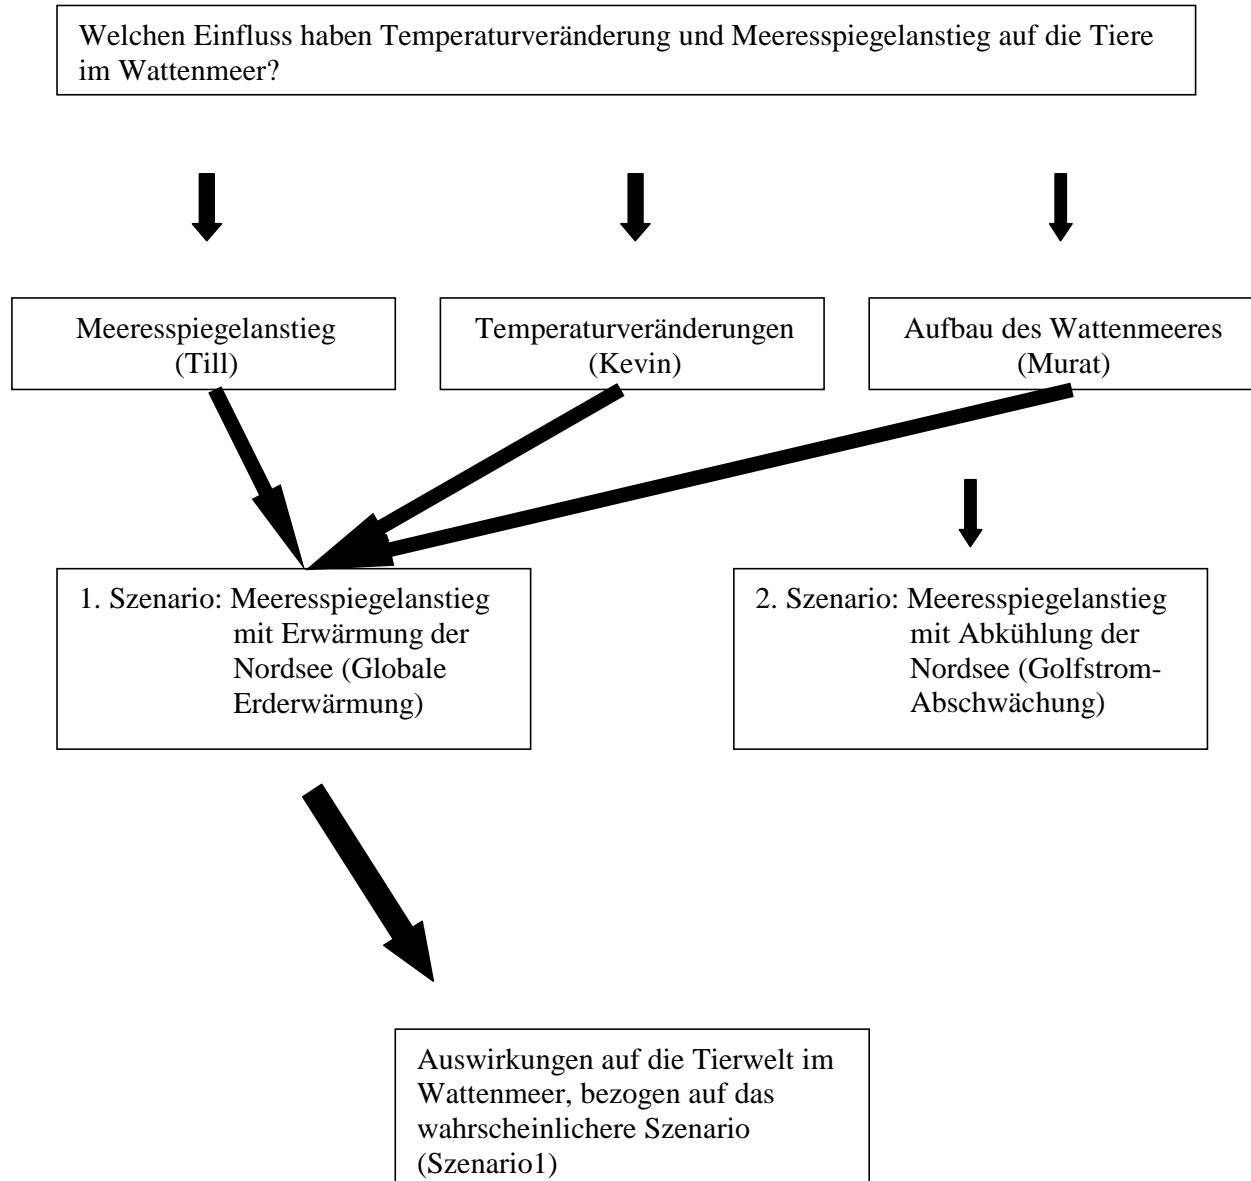 Welchen Einfluss haben Temperaturveränderung und Meeresspiegelanstieg auf die Tiere
im Wattenmeer?
Meeresspiegelanstieg
(Till)
Temperaturveränderungen
(Kevin)
Aufbau des Wattenmeeres
(Murat)
1. Szenario: Meeresspiegelanstieg
mit Erwärmung der
Nordsee (Globale
Erderwärmung)
2. Szenario: Meeresspiegelanstieg
mit Abkühlung der
Nordsee (Golfstrom-
Abschwächung)
Auswirkungen auf die Tierwelt im
Wattenmeer, bezogen auf das
wahrscheinlichere Szenario
(Szenario1)